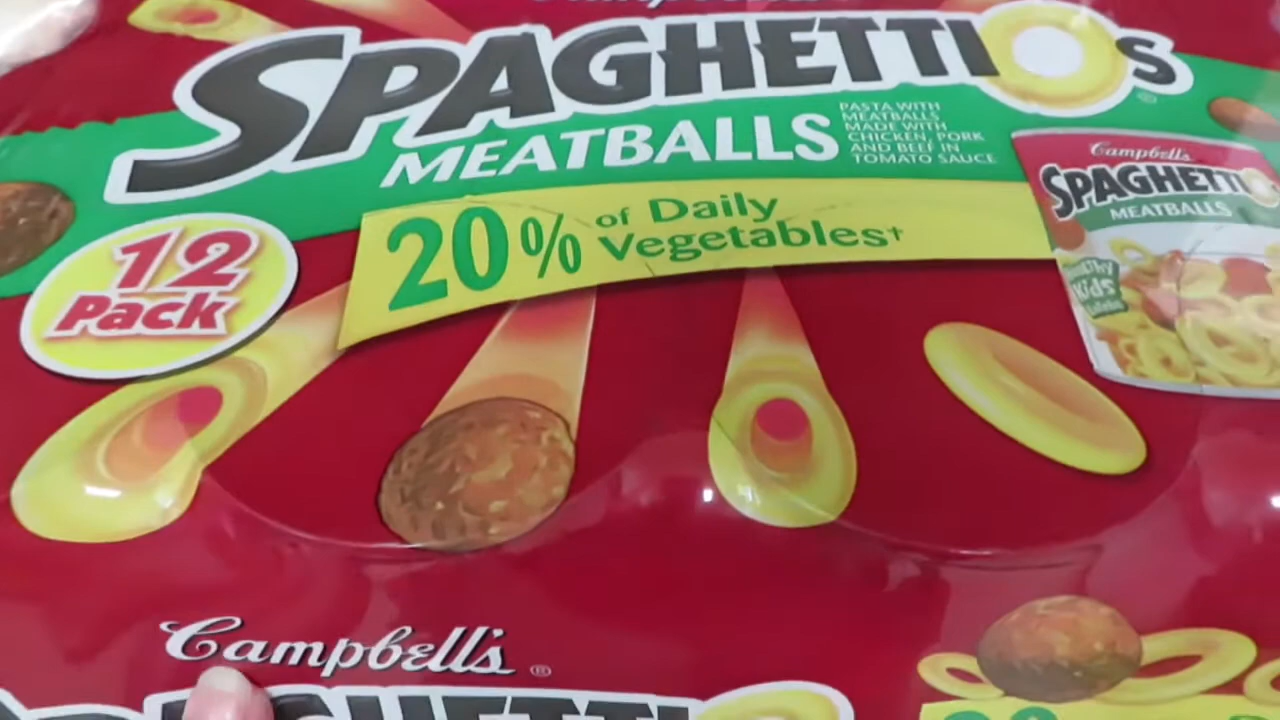 SPAGHETTIOS
MEATBALLS
PASTA WITH
MEATBALLS
MADE WITH
CHICKEN, PORK
AND BEEF IN
TOMATO SAUCE
20% of Daily
Vegetables†
12
Pack
Campbell's
SPAGHETTIO
MEATBALLS
Kids
Campbell's ®